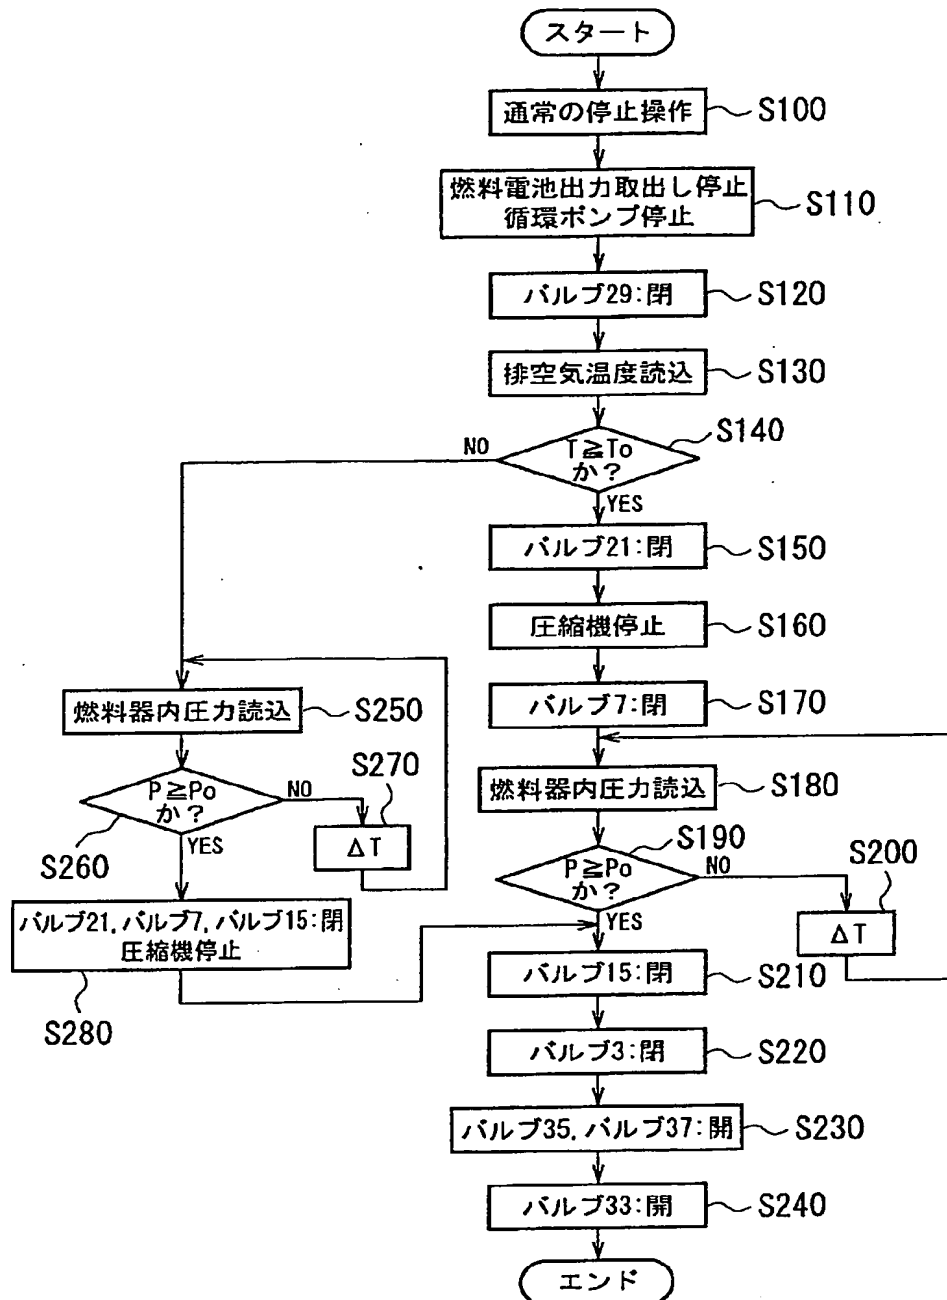 スタート
通常の停止操作
S100
燃料電池出力取出し停止
循環ポンプ停止
S110
バルブ29:閉
S120
排空気温度読込
S130
T≧To
か？
S140
NO
YES
バルブ21:閉
S150
圧縮機停止
S160
バルブ7:閉
S170
燃料器内圧力読込
S180
P≧Po
か？
S190
NO
YES
ΔT
S200
燃料器内圧力読込
S250
P≧Po
か？
S260
NO
YES
ΔT
S270
バルブ21,バルブ7,バルブ15:閉
圧縮機停止
S280
バルブ15:閉
S210
バルブ3:閉
S220
バルブ35,バルブ37:開
S230
バルブ33:開
S240
エンド